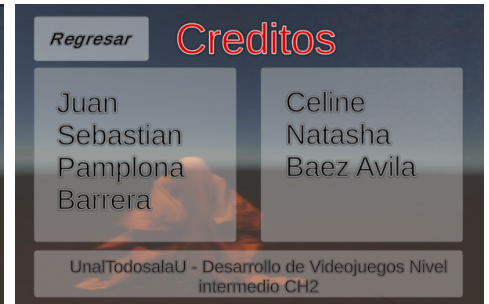 Regresar
Creditos
Juan
Sebastian
Pamplona
Barrera
Celine
Natasha
Baez Avila
UnalTodosalaU - Desarrollo de Videojuegos Nivel
intermedio CH2